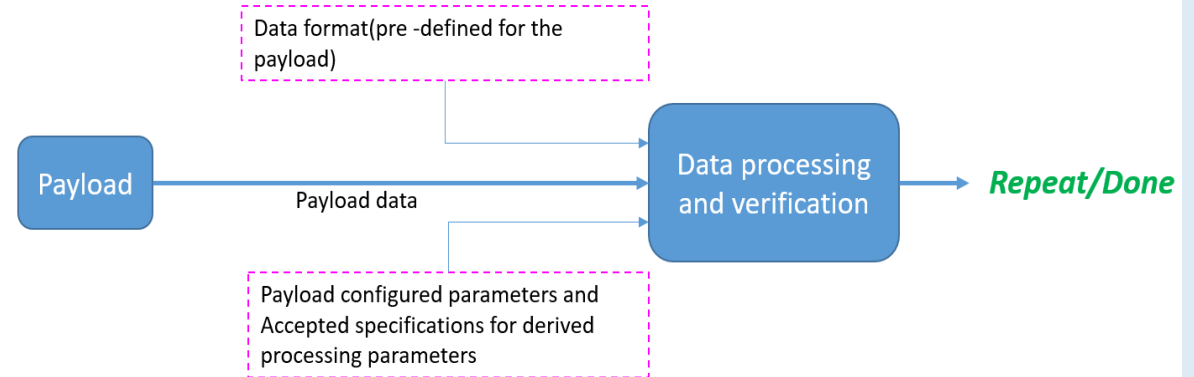 Data format(pre -defined for the
payload)
Payload
Payload data
Data processing
and verification
Repeat/Done
Payload configured parameters and
Accepted specifications for derived
processing parameters